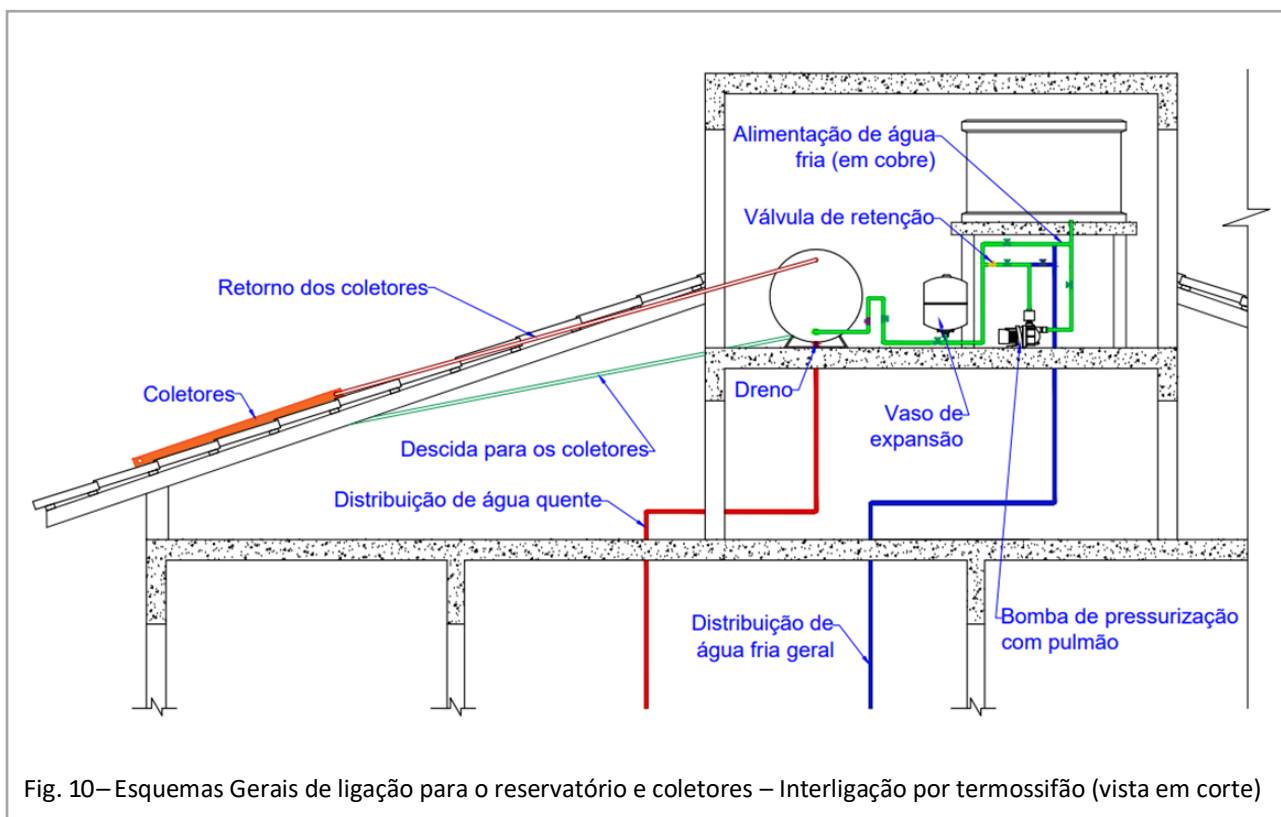 Alimentação de água
fria (em cobre)
Válvula de retenção
Retorno dos coletores
Coletores
Dreno
Vaso de
expansão
Descida para os coletores
Distribuição de água quente
Distribuição de
água fria geral
Bomba de pressurização
com pulmão
Fig. 10– Esquemas Gerais de ligação para o reservatório e coletores – Interligação por termossifão (vista em corte)